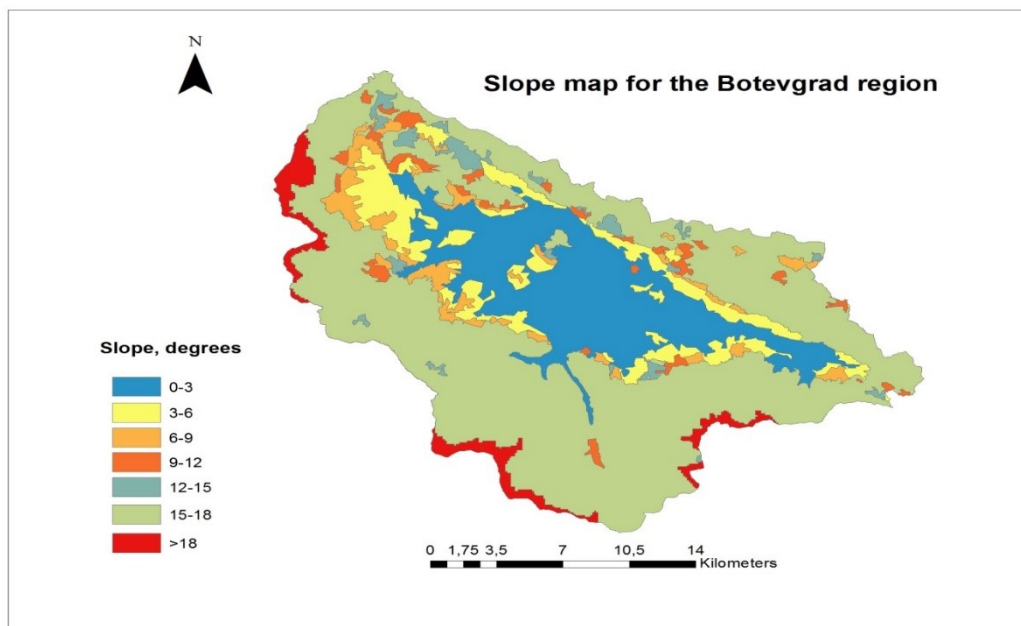 N
Slope map for the Botevgrad region
Slope, degrees
0-3
3-6
6-9
9-12
12-15
15-18
>18
0 1,75 3,5 7 10,5 14
Kilometers